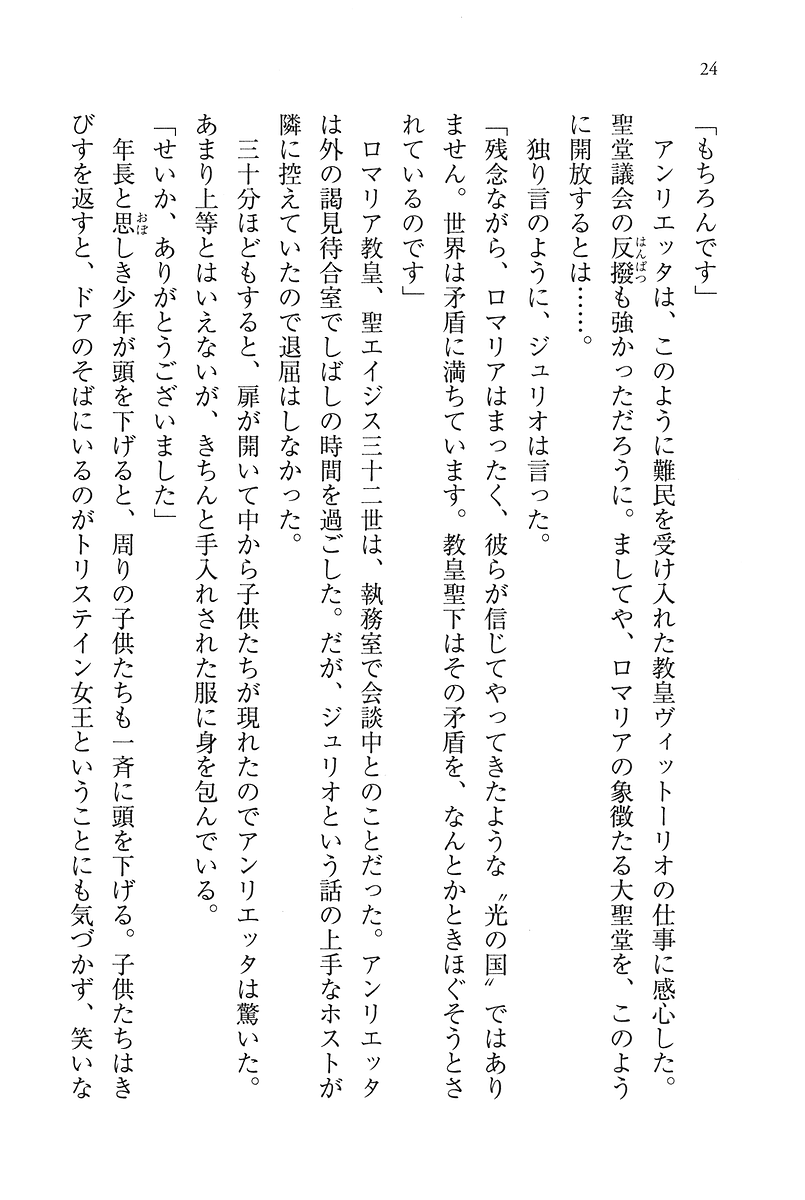 24
「もちろんです」
　アンリエッタは、このように難民を受け入れた教皇ヴィットーリオの仕事に感心した。
聖堂議会の反撥はんぱつも強かっただろうに。ましてや、ロマリアの象徴たる大聖堂を、このよう
に開放するとは……。
　独り言のように、ジュリオは言った。
「残念ながら、ロマリアはまったく、彼らが信じてやってきたような〝光の国〟ではあり
ません。世界は矛盾に満ちています。教皇聖下はその矛盾を、なんとかときほぐそうとさ
れているのです」
　ロマリア教皇、聖エイジス三十二世は、執務室で会談中とのことだった。アンリエッタ
は外の謁見待合室でしばしの時間を過ごした。だが、ジュリオという話の上手なホストが
隣に控えていたので退屈はしなかった。
　三十分ほどもすると、扉が開いて中から子供たちが現れたのでアンリエッタは驚いた。
あまり上等とはいえないが、きちんと手入れされた服に身を包んでいる。
「せいか、ありがとうございました」
　年長と思おぼしき少年が頭を下げると、周りの子供たちも一斉に頭を下げる。子供たちはき
びすを返すと、ドアのそばにいるのがトリステイン女王ということにも気づかず、笑いな